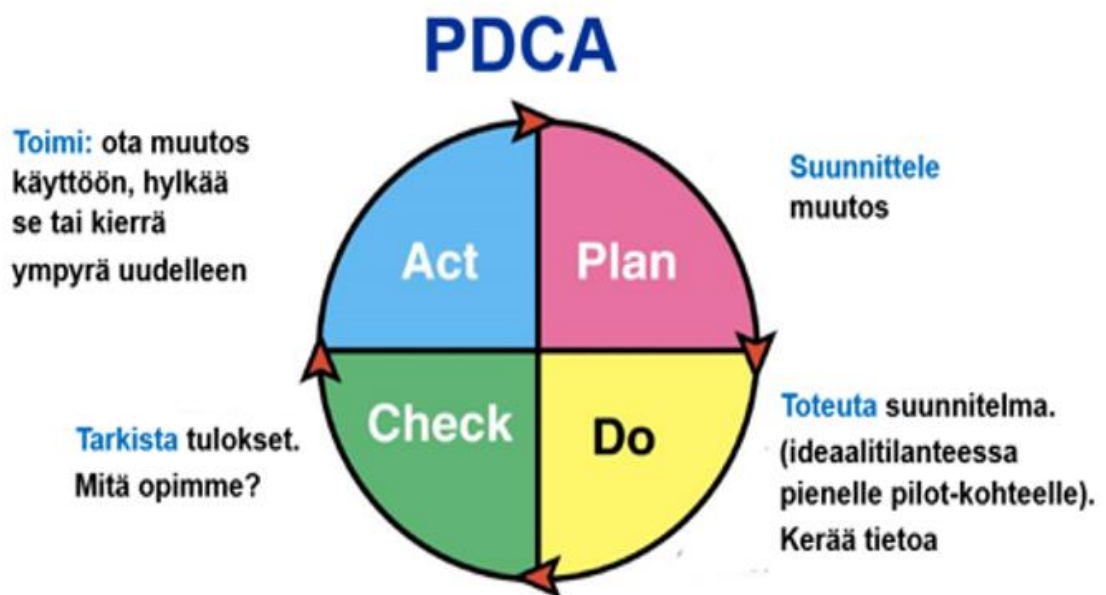 PDCA
Toimi: ota muutos
käyttöön, hylkää
se tai kierrä
ympyrä uudelleen
Suunnittele
muutos
Act
Plan
Check
Do
Tarkista tulokset.
Mitä opimme?
Toteuta suunnitelma.
(ideaalitilanteessa
pienelle pilot-kohteelle).
Kerää tietoa